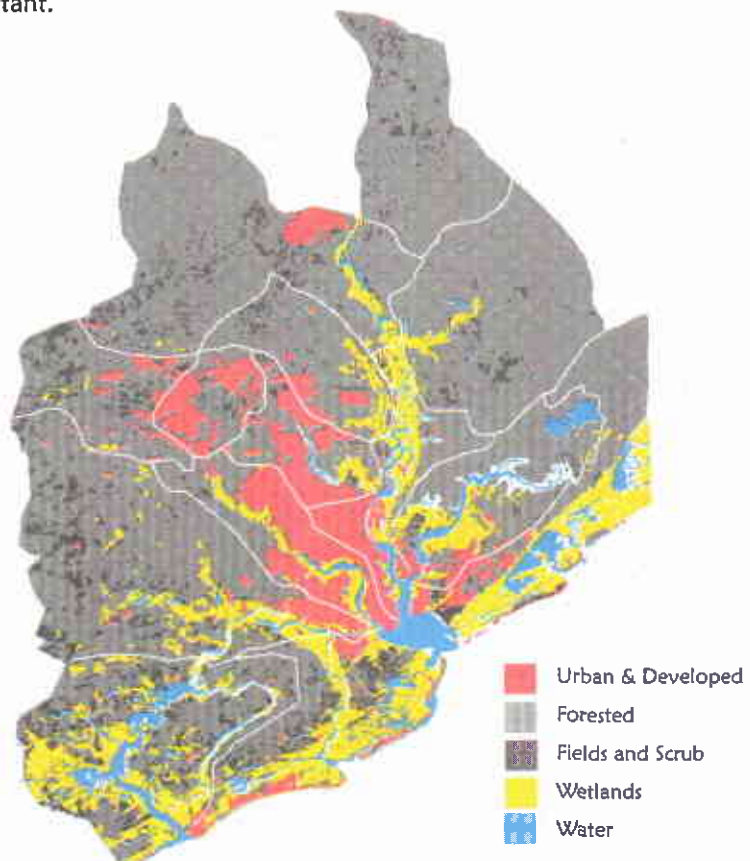 tant.
Urban & Developed
Forested
Fields and Scrub
Wetlands
Water